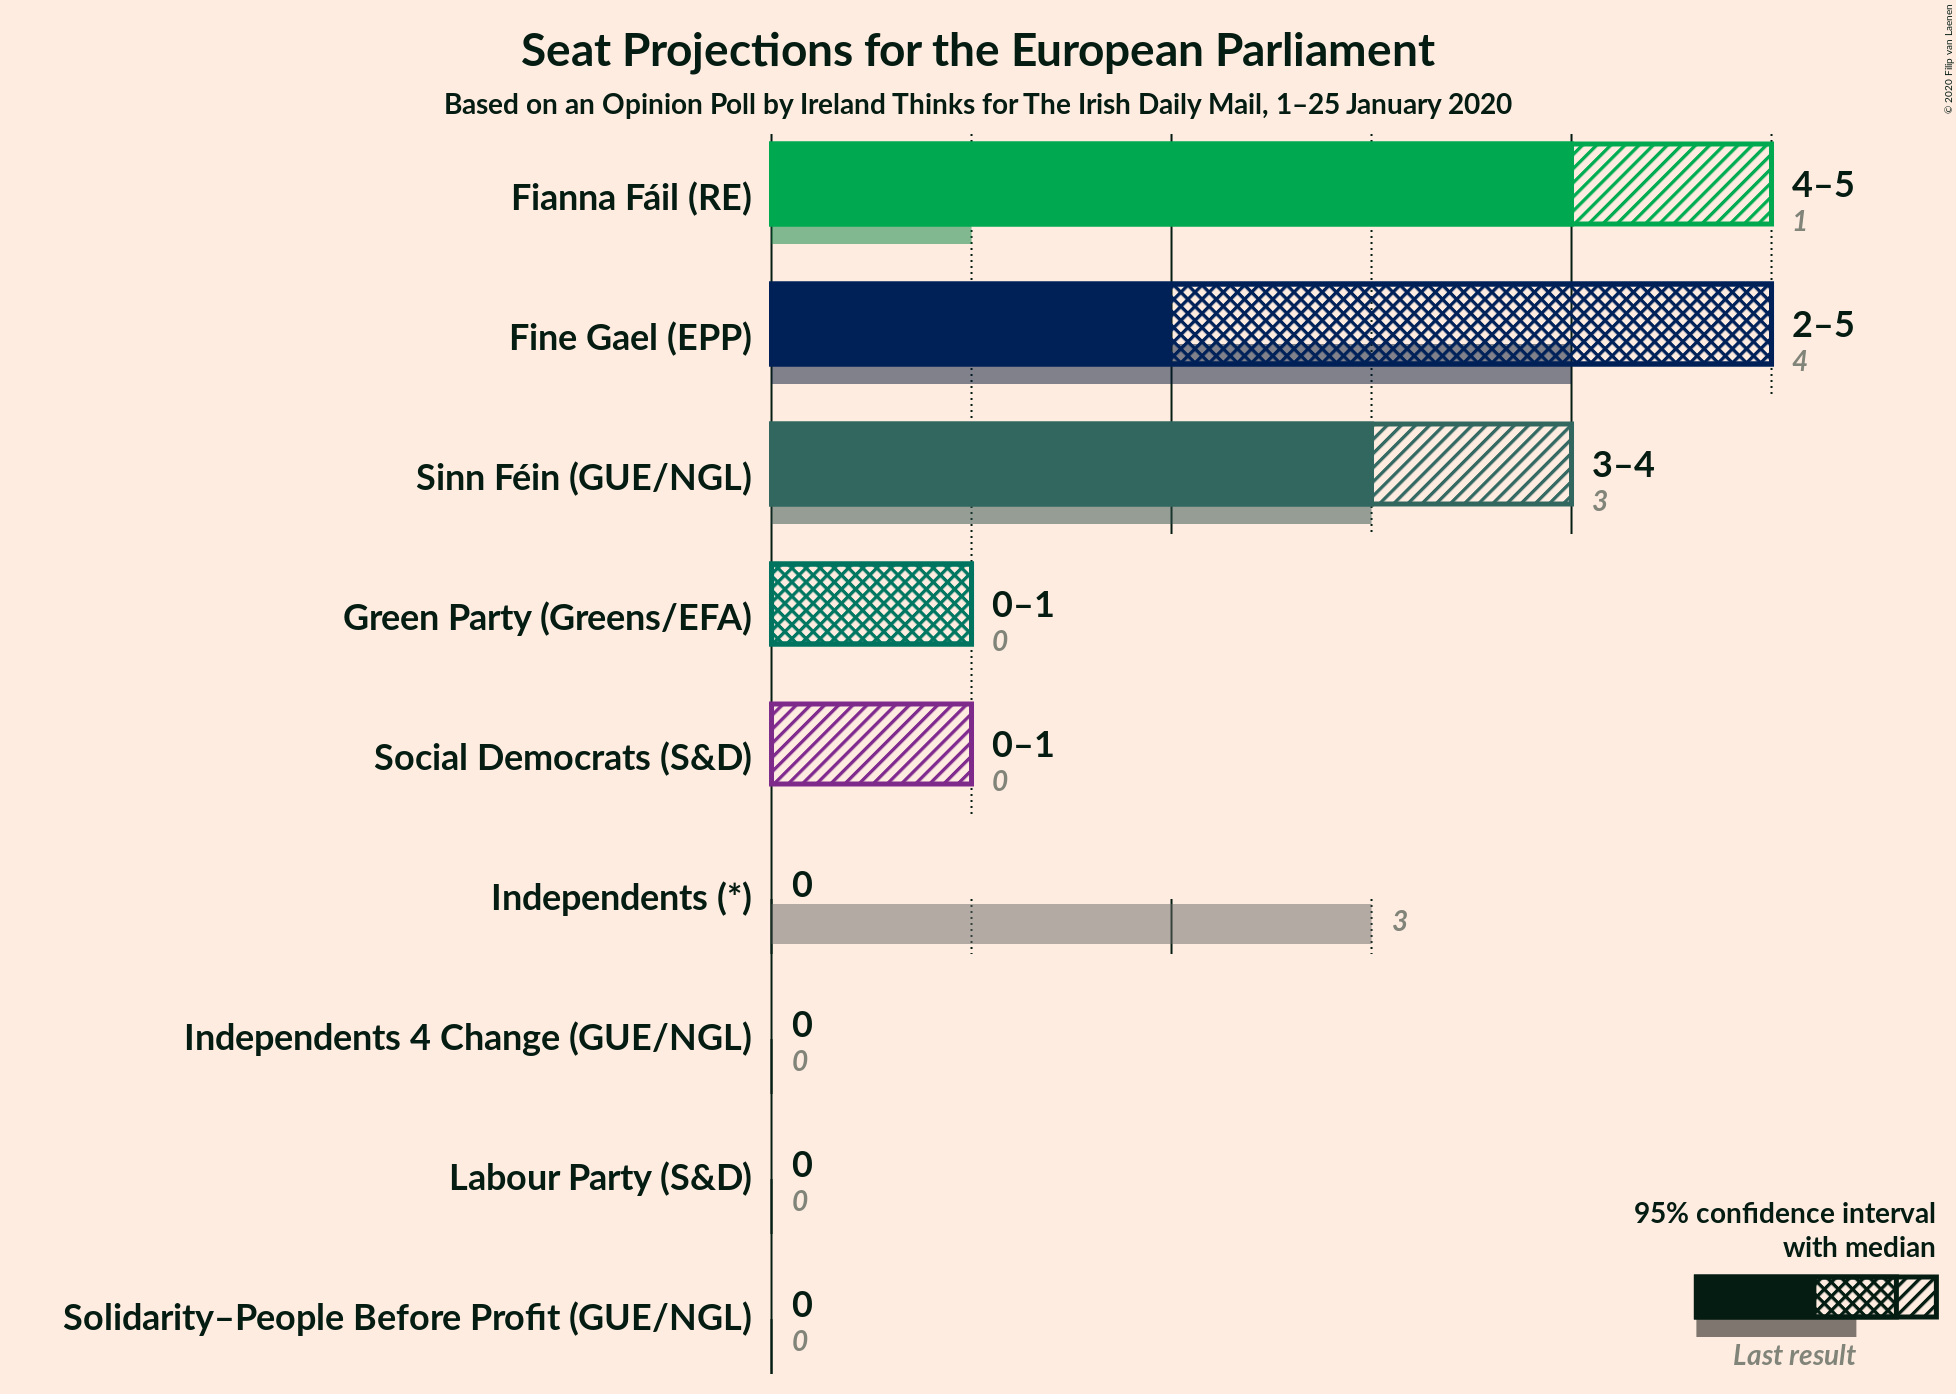 Seat Projections for the European Parliament
Based on an Opinion Poll by Ireland Thinks for The Irish Daily Mail, 1–25 January 2020
© 2020 Filip van Laenen
Fianna Fáil (RE)
4–5
1
Fine Gael (EPP)
2–5
4
Sinn Féin (GUE/NGL)
3–4
3
Green Party (Greens/EFA)
0–1
0
Social Democrats (S&D)
0–1
0
Independents (*)
0
3
Independents 4 Change (GUE/NGL)
0
0
Labour Party (S&D)
0
0
Solidarity–People Before Profit (GUE/NGL)
0
0
95% confidence interval
with median
Last result